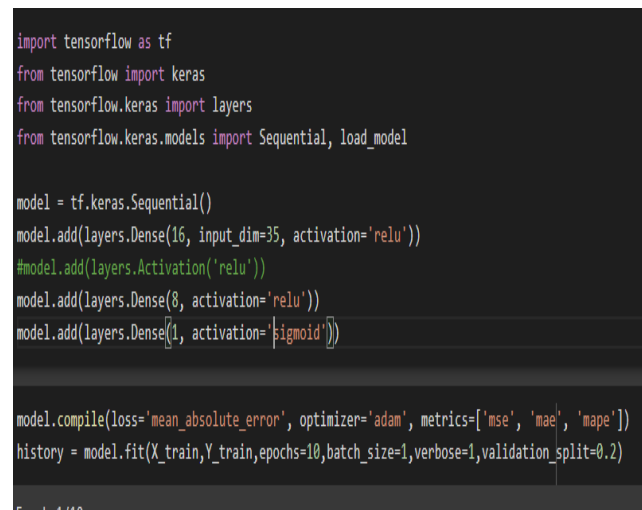 import tensorflow as tf
from tensorflow import keras
from tensorflow.keras import layers
from tensorflow.keras.models import Sequential, load_model
model = tf.keras.Sequential()
model.add(layers.Dense(16, input_dim=35, activation='relu'))
#model.add(layers.Activation('relu'))
model.add(layers.Dense(8, activation='relu'))
model.add(layers.Dense(1, activation='sigmoid'))
model.compile(loss='mean_absolute_error', optimizer='adam', metrics=['mse', 'mae', 'mape'])
history = model.fit(X_train,Y_train,epochs=10,batch_size=1,verbose=1,validation_split=0.2)